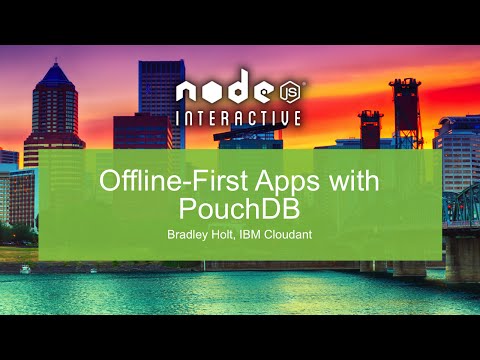 node JS
INTERACTIVE
Offline-First Apps with
PouchDB
Bradley Holt, IBM Cloudant